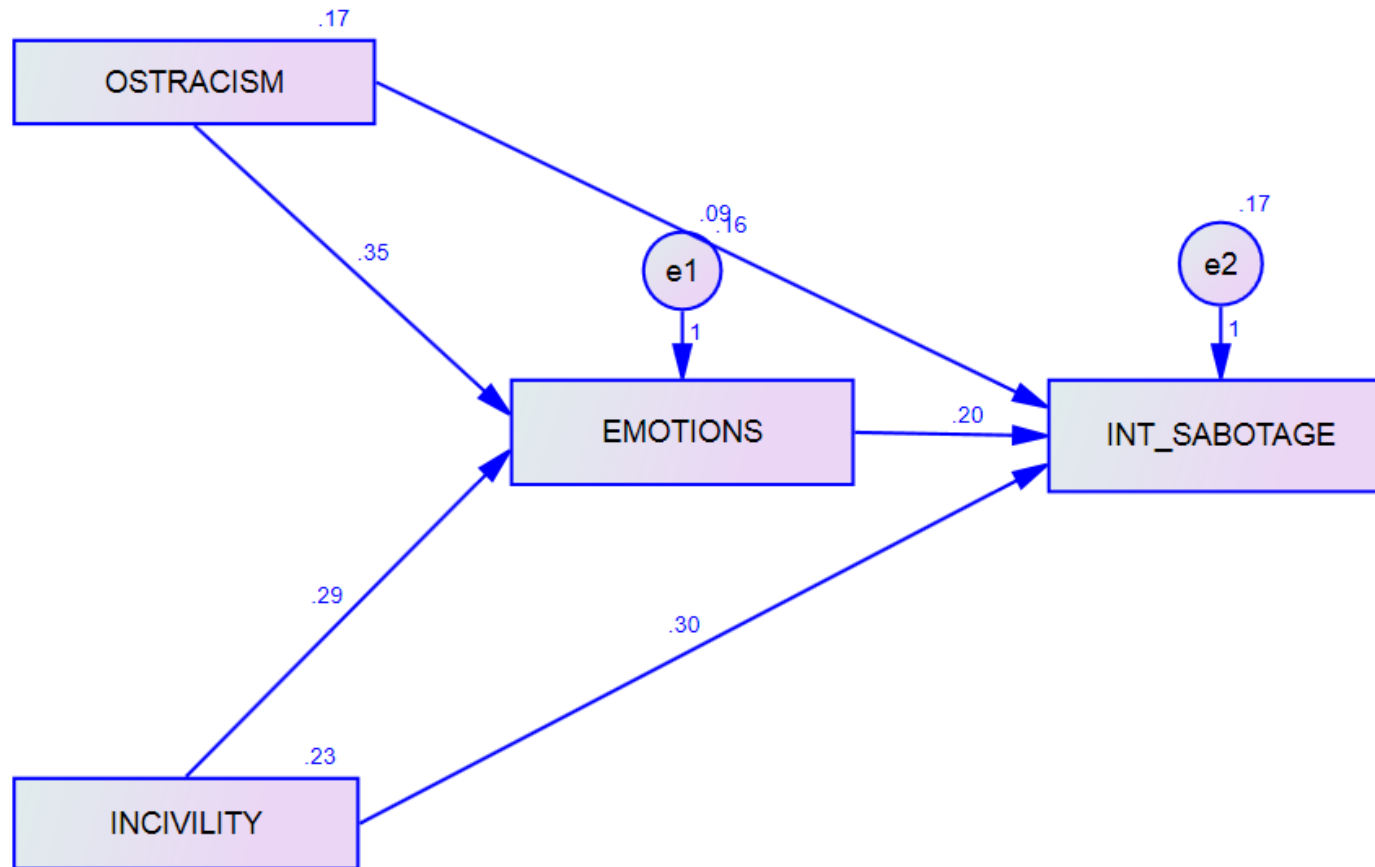 .17
OSTRACISM
.09
.16
.17
.35
e1
e2
1
1
EMOTIONS
.20
INT_SABOTAGE
.29
.30
.23
INCIVILITY